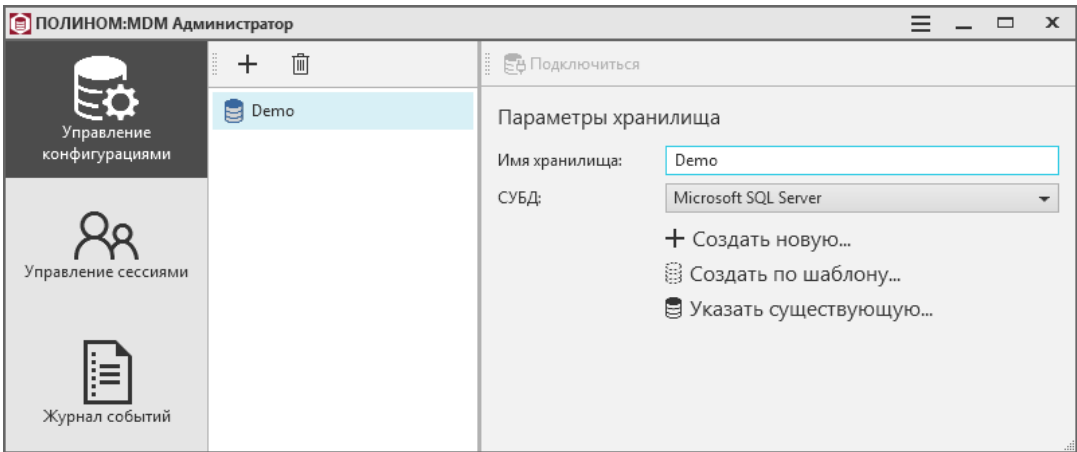 ПОЛИНОМ:MDM Администратор
Управление
конфигурациями
Управление сессиями
Журнал событий
Demo
Подключиться
Параметры хранилища
Имя хранилища: Demo
СУБД: Microsoft SQL Server
Создать новую...
Создать по шаблону...
Указать существующую...